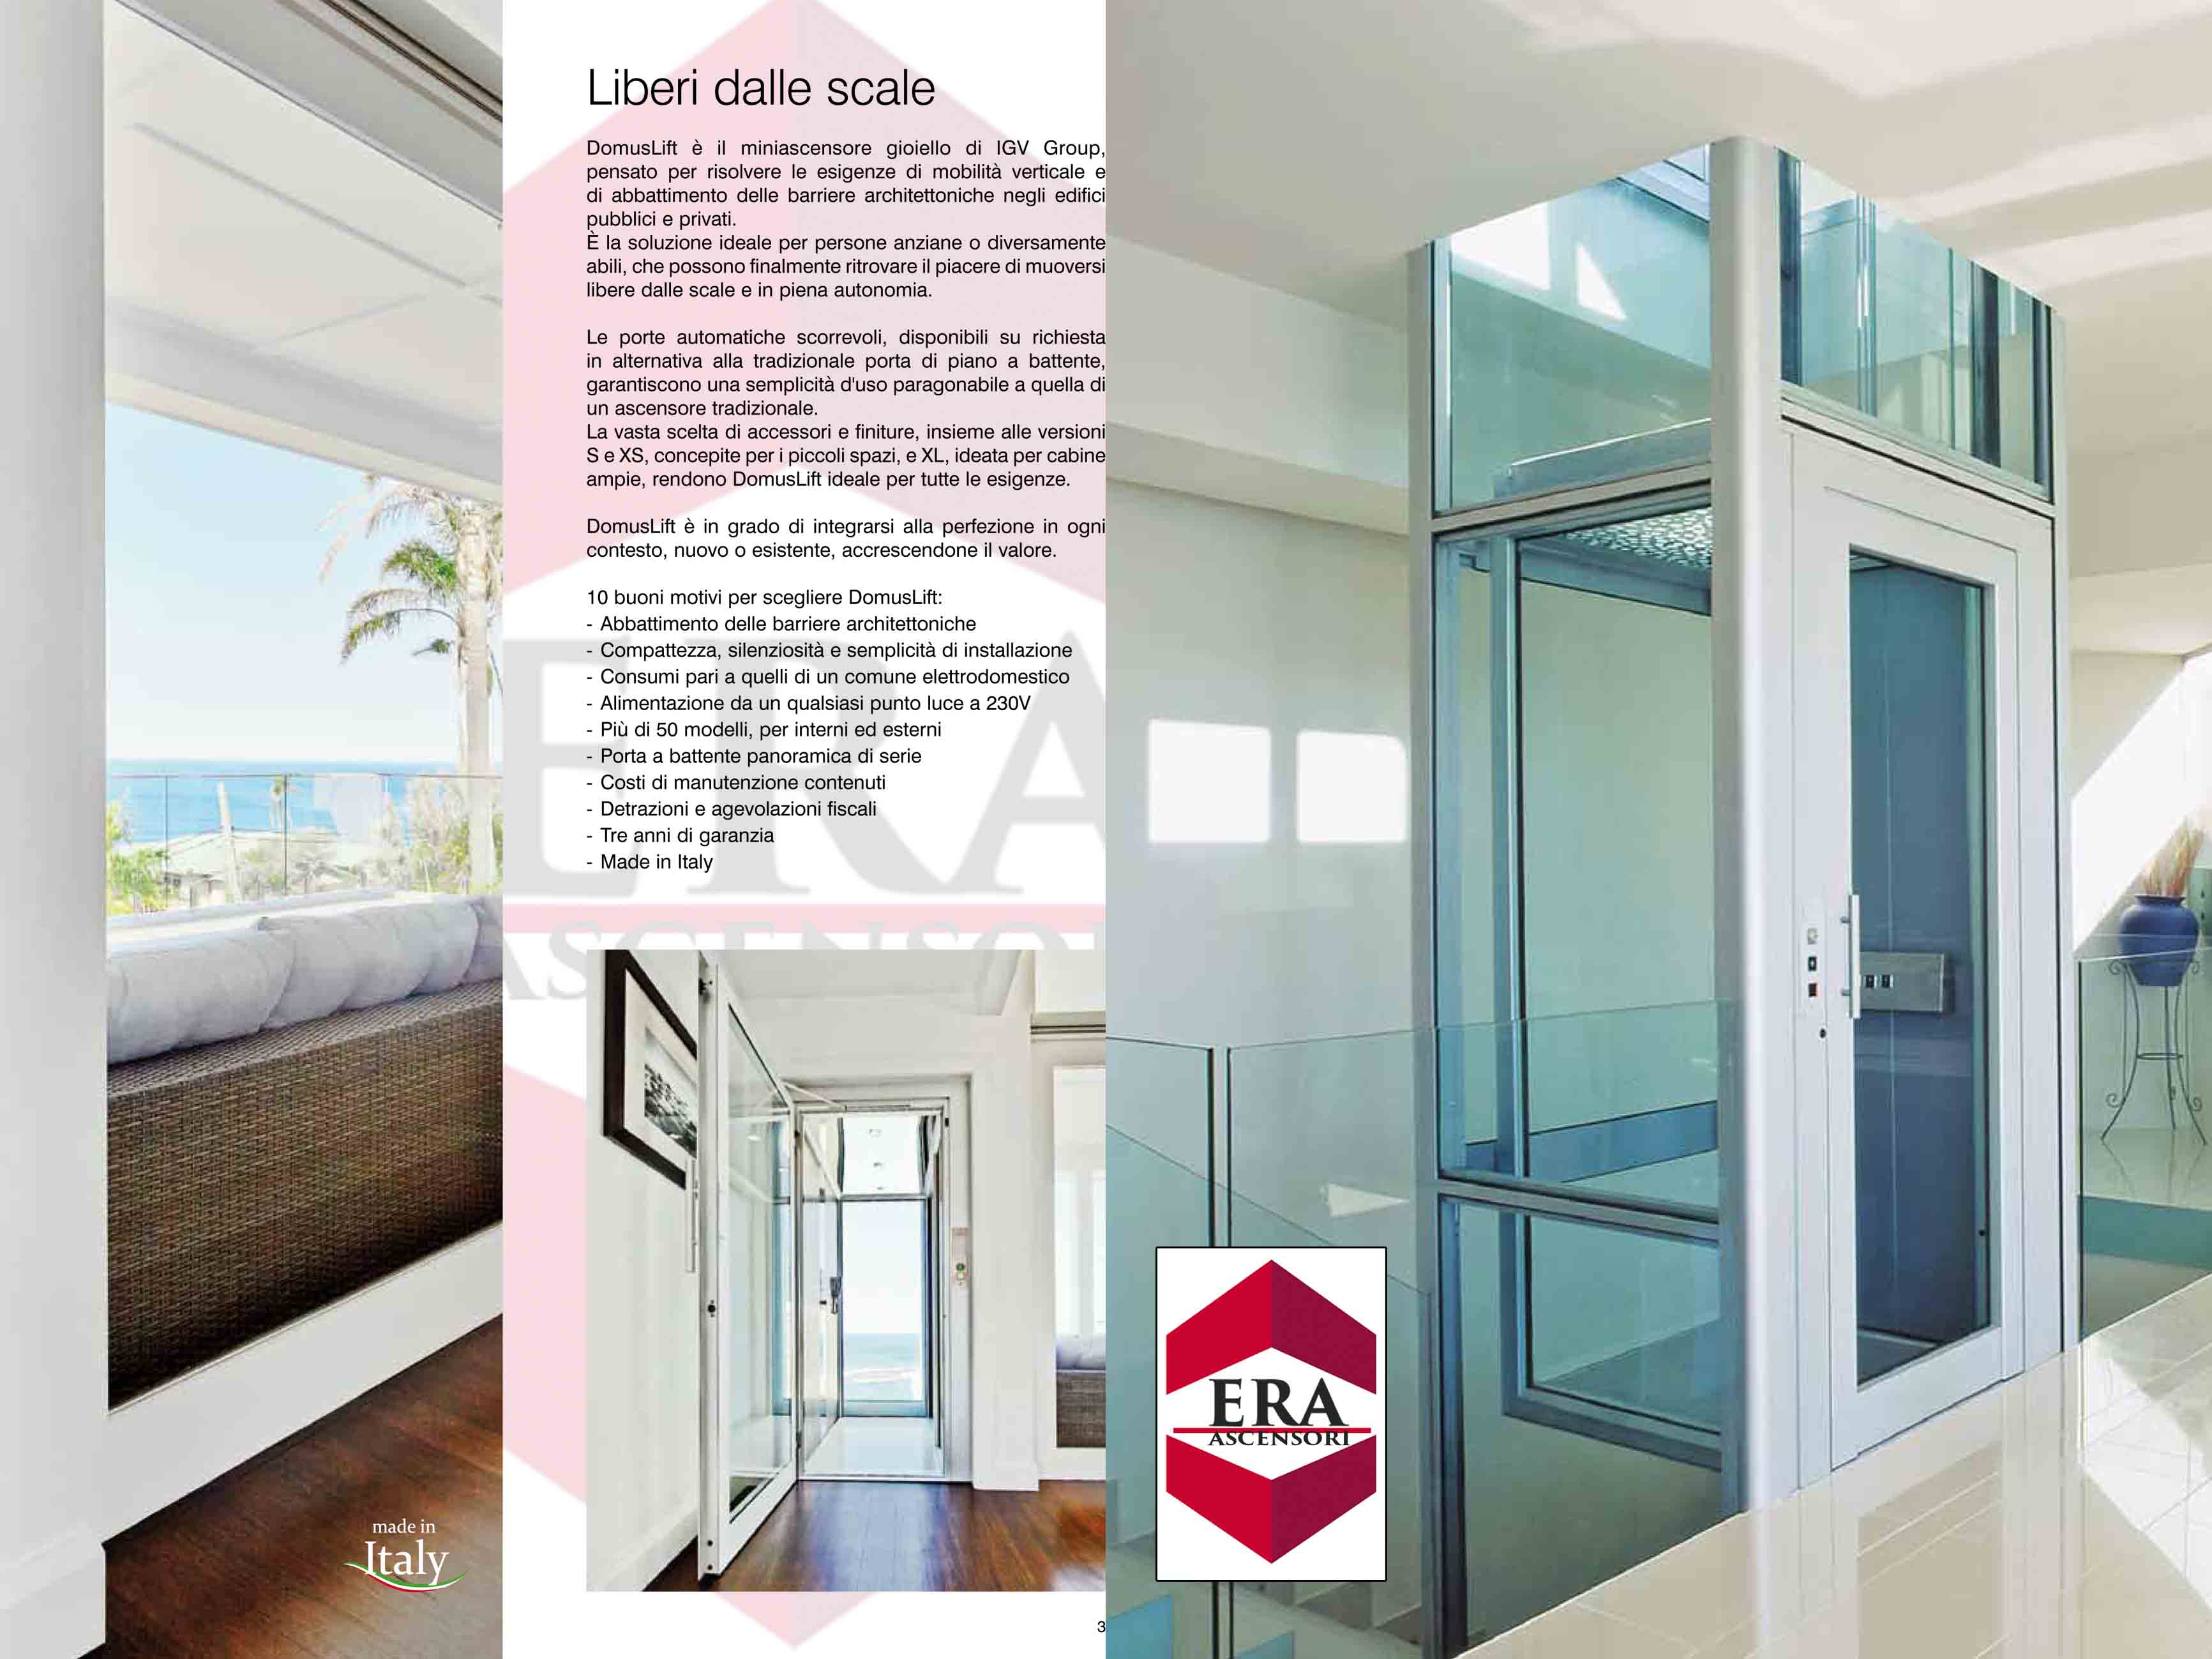 Liberi dalle scale
DomusLift è il miniascensore gioiello di IGV Group,
pensato per risolvere le esigenze di mobilità verticale e
di abbattimento delle barriere architettoniche negli edifici
pubblici e privati.
È la soluzione ideale per persone anziane o diversamente
abili, che possono finalmente ritrovare il piacere di muoversi
libere dalle scale e in piena autonomia.
Le porte automatiche scorrevoli, disponibili su richiesta
in alternativa alla tradizionale porta di piano a battente,
garantiscono una semplicità d'uso paragonabile a quella di
un ascensore tradizionale.
La vasta scelta di accessori e finiture, insieme alle versioni
S e XS, concepite per i piccoli spazi, e XL, ideata per cabine
ampie, rendono DomusLift ideale per tutte le esigenze.
DomusLift è in grado di integrarsi alla perfezione in ogni
contesto, nuovo o esistente, accrescendone il valore.
10 buoni motivi per scegliere DomusLift:
- Abbattimento delle barriere architettoniche
- Compattezza, silenziosità e semplicità di installazione
- Consumi pari a quelli di un comune elettrodomestico
- Alimentazione da un qualsiasi punto luce a 230V
- Più di 50 modelli, per interni ed esterni
- Porta a battente panoramica di serie
- Costi di manutenzione contenuti
- Detrazioni e agevolazioni fiscali
- Tre anni di garanzia
- Made in Italy
ERA
ASCENSORI
made in
Italy
3
ERA
ASCENSORI